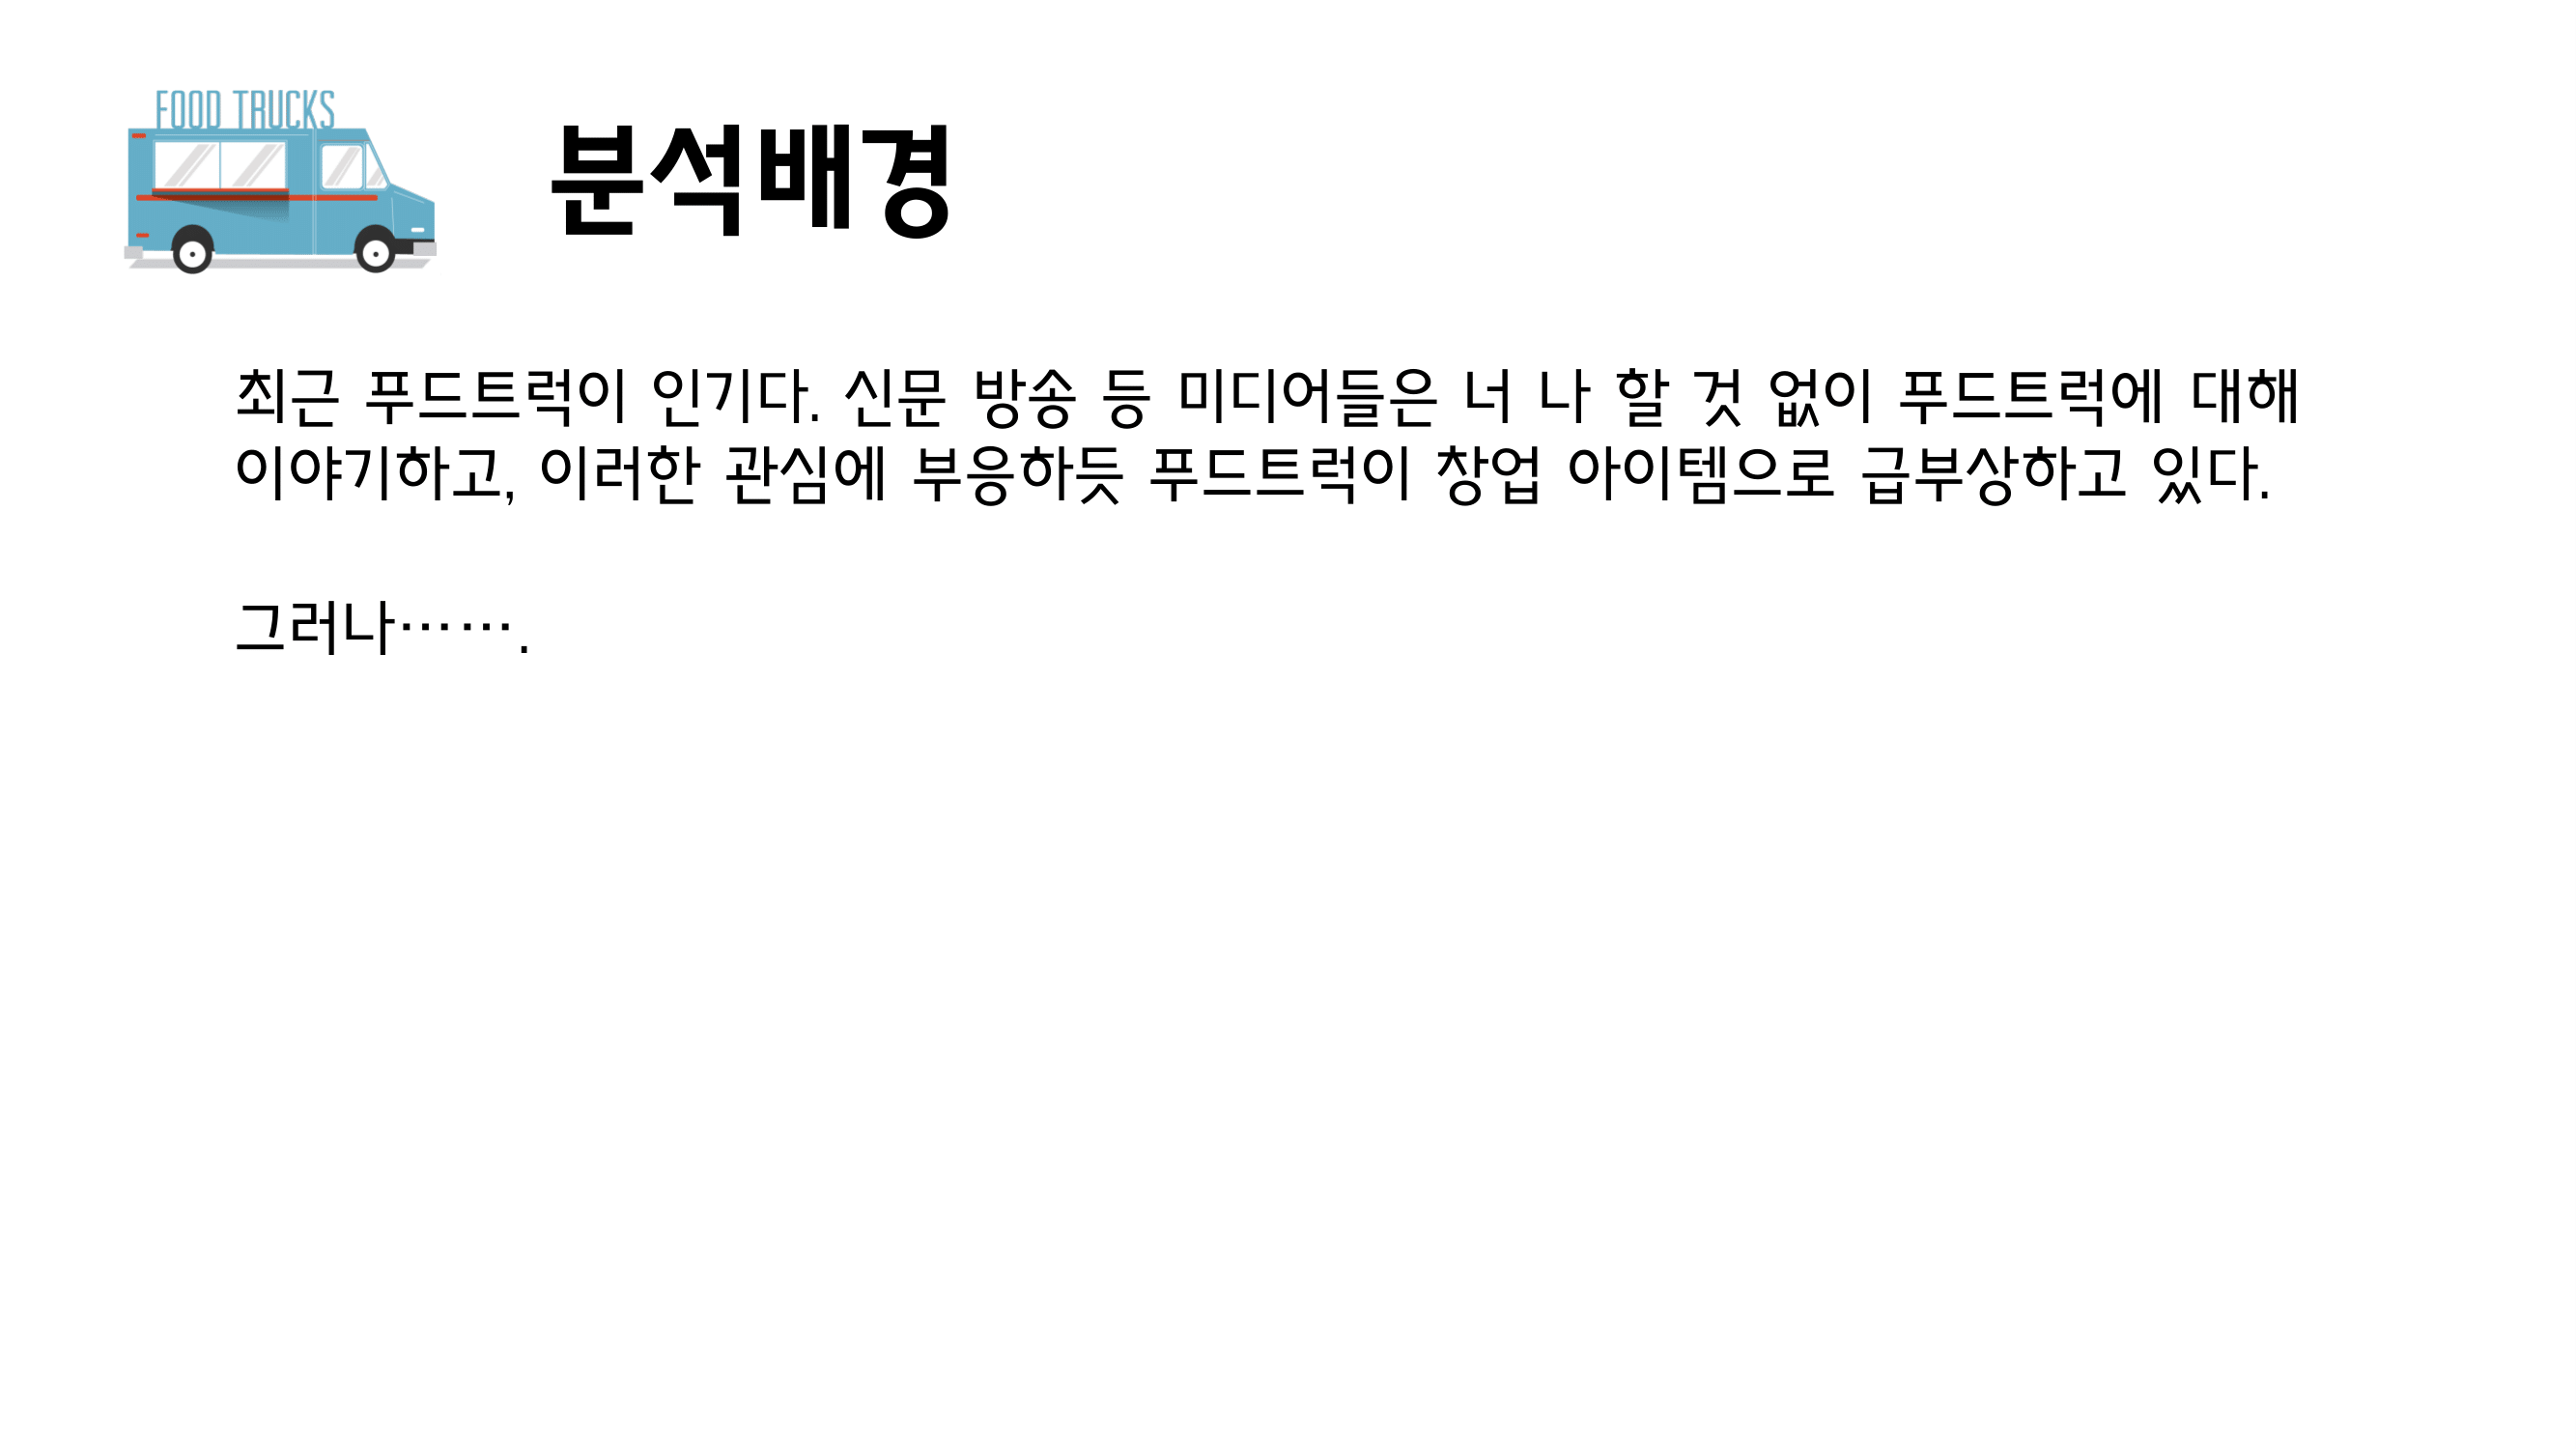 FOOD TRUCKS
분석배경
최근 푸드트럭이 인기다. 신문 방송 등 미디어들은 너 나 할 것 없이 푸드트럭에 대해
이야기하고, 이러한 관심에 부응하듯 푸드트럭이 창업 아이템으로 급부상하고 있다.
그러나…….